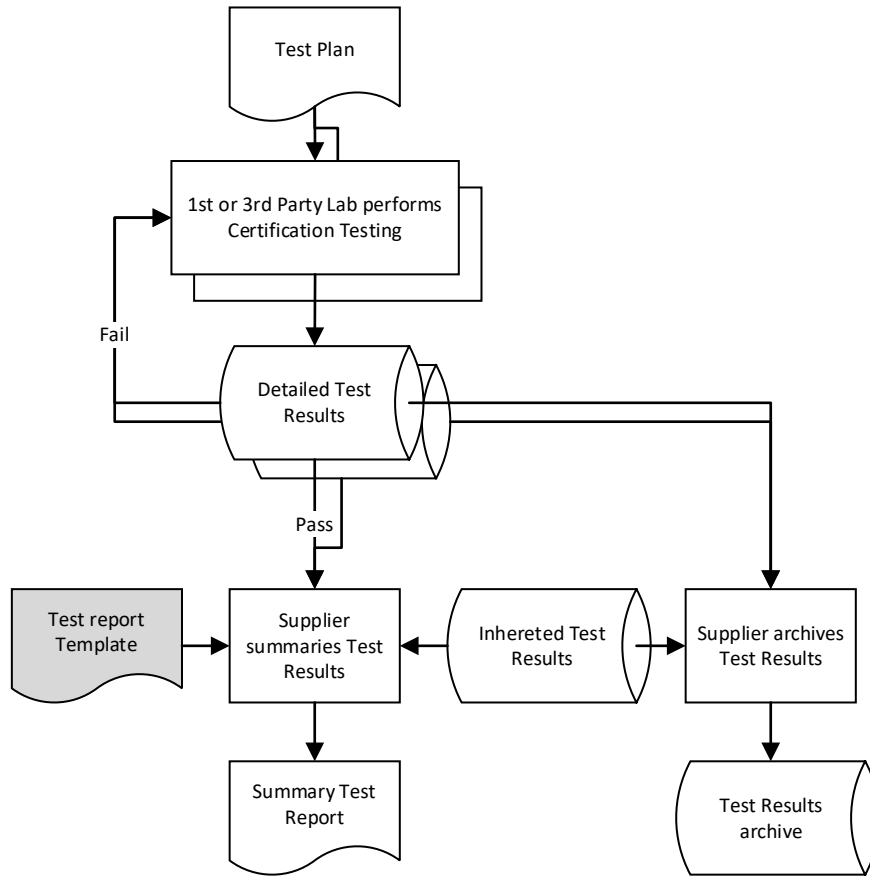 Test Plan
1st or 3rd Party Lab performs
Certification Testing
Fail
Detailed Test
Results
Pass
Test report
Template
Supplier
summaries Test
Results
Inhereted Test
Results
Supplier archives
Test Results
Summary Test
Report
Test Results
archive